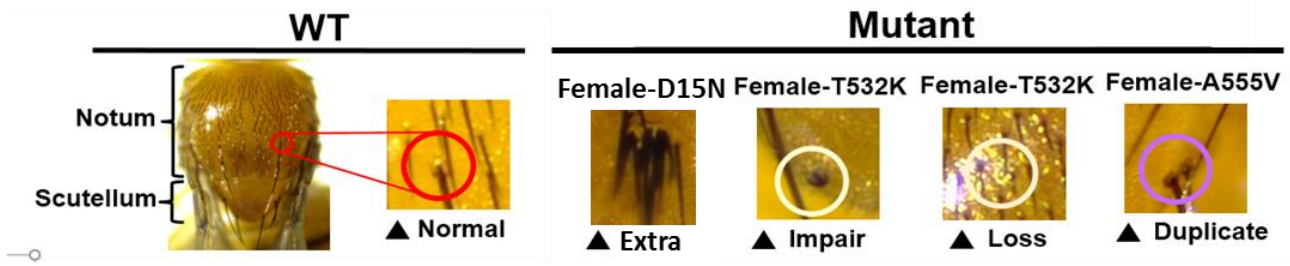 WT
Mutant
Notum
Scutellum
▲ Normal
Female-D15N
Female-T532K
Female-T532K
Female-A555V
▲ Extra
▲ Impair
▲ Loss
▲ Duplicate